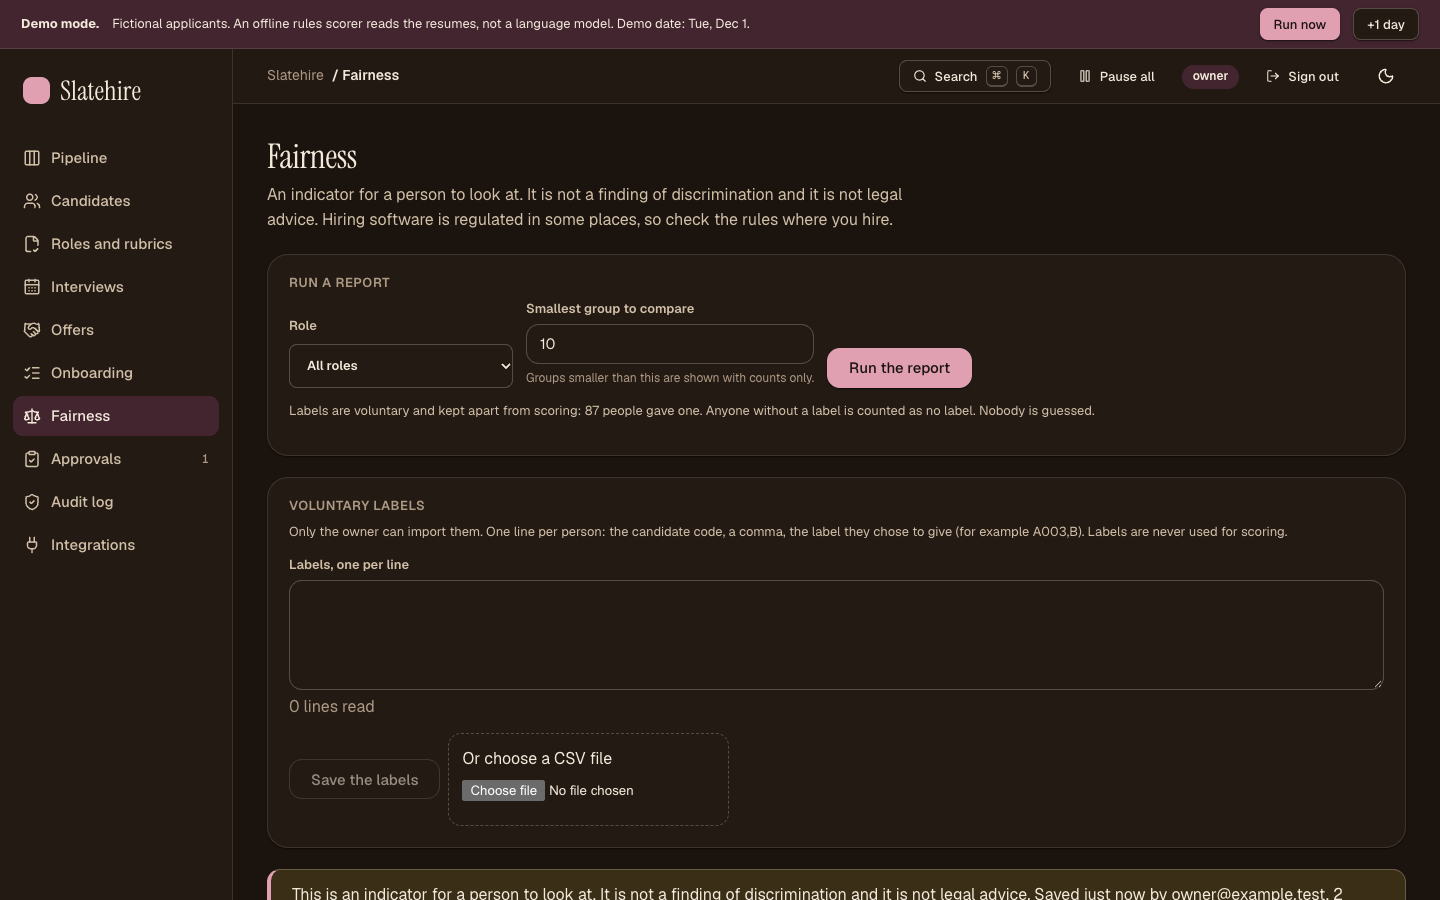 Demo mode. Fictional applicants. An offline rules scorer reads the resumes, not a language model. Demo date: Tue, Dec 1.
Run now
+1 day
Slatehire
Slatehire / Fairness
Search ⌘ K
Pause all
owner
Sign out
Pipeline
Candidates
Roles and rubrics
Interviews
Offers
Onboarding
Fairness
Approvals 1
Audit log
Integrations
Fairness
An indicator for a person to look at. It is not a finding of discrimination and it is not legal
advice. Hiring software is regulated in some places, so check the rules where you hire.
RUN A REPORT
Role
All roles
Smallest group to compare
10
Groups smaller than this are shown with counts only.
Run the report
Labels are voluntary and kept apart from scoring: 87 people gave one. Anyone without a label is counted as no label. Nobody is guessed.
VOLUNTARY LABELS
Only the owner can import them. One line per person: the candidate code, a comma, the label they chose to give (for example A003,B). Labels are never used for scoring.
Labels, one per line
0 lines read
Save the labels
Or choose a CSV file
Choose file No file chosen
This is an indicator for a person to look at. It is not a finding of discrimination and it is not legal advice. Saved just now by owner@example.test. 2